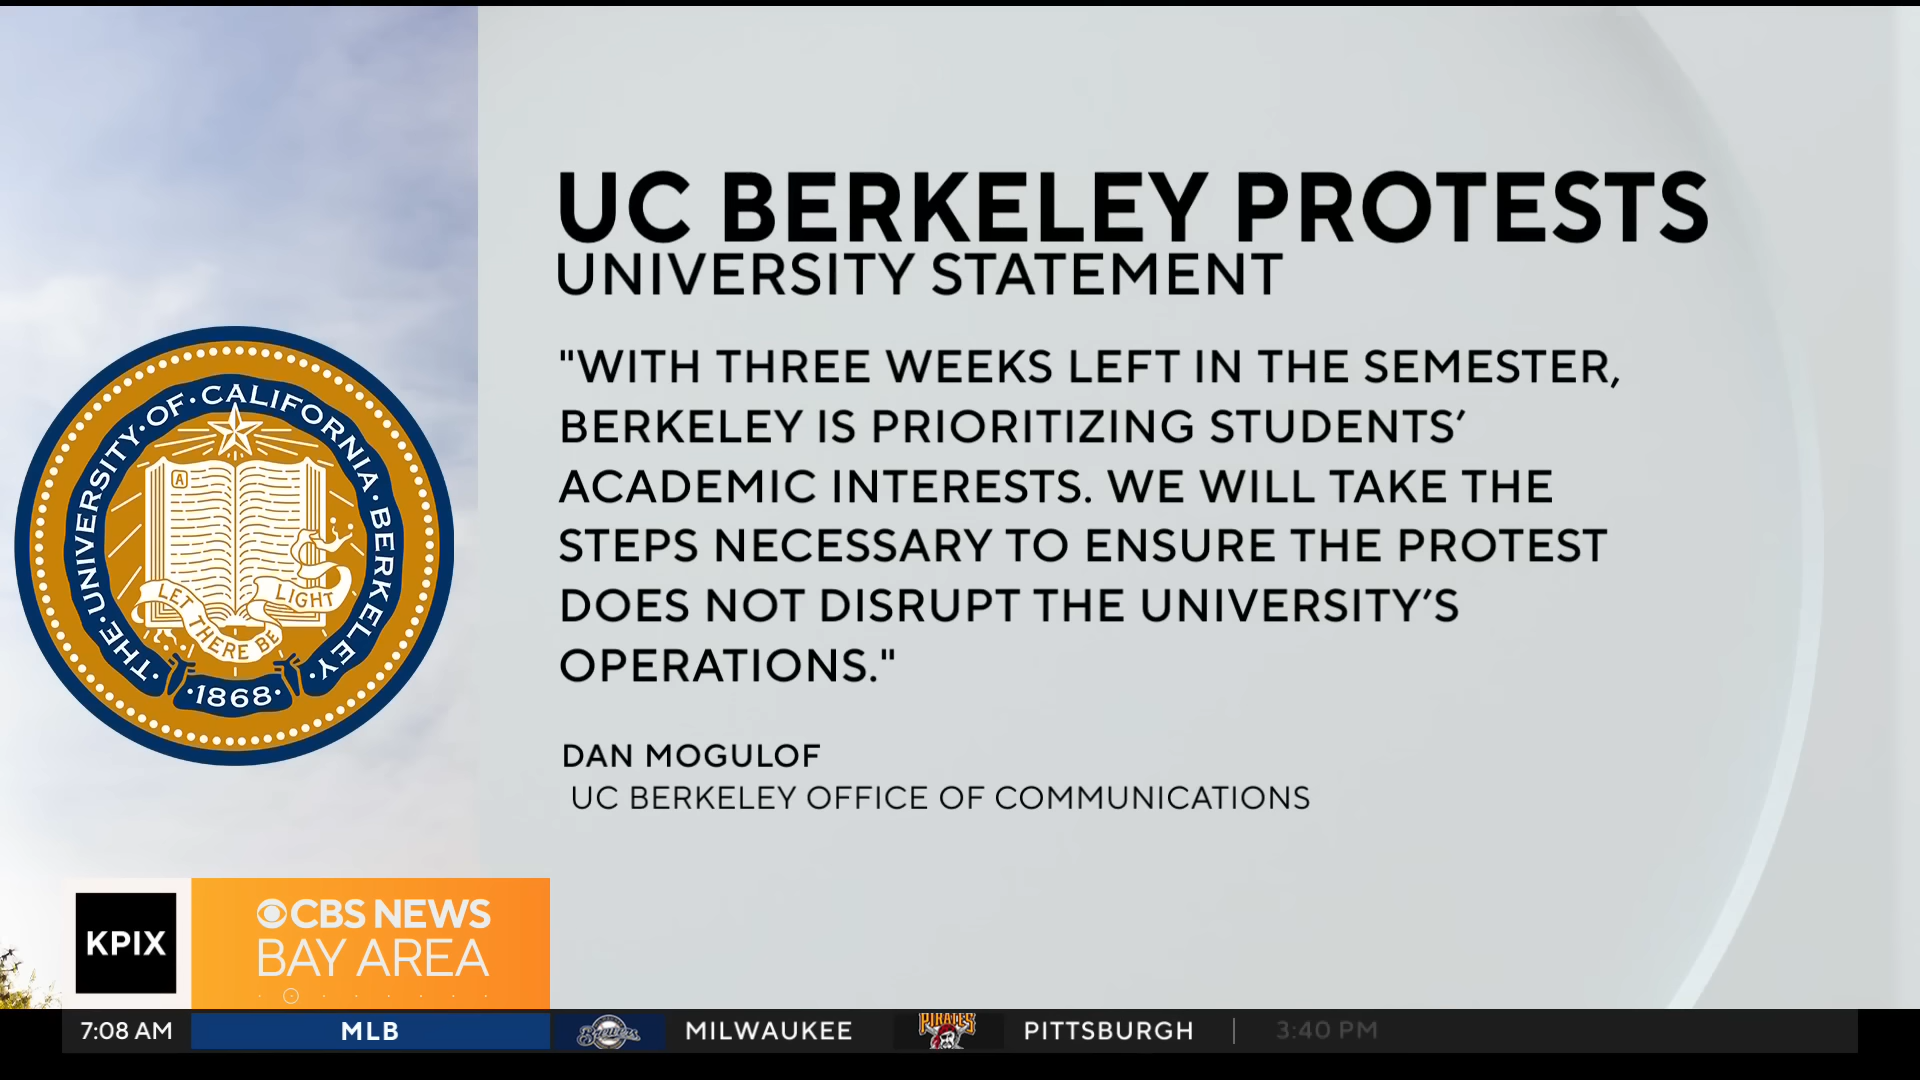 UC BERKELEY PROTESTS
UNIVERSITY STATEMENT
"WITH THREE WEEKS LEFT IN THE SEMESTER,
BERKELEY IS PRIORITIZING STUDENTS’
ACADEMIC INTERESTS. WE WILL TAKE THE
STEPS NECESSARY TO ENSURE THE PROTEST
DOES NOT DISRUPT THE UNIVERSITY’S
OPERATIONS."
DAN MOGULOF
UC BERKELEY OFFICE OF COMMUNICATIONS
THE·UNIVERSITY·OF·CALIFORNIA·BERKELEY·
A
LET THERE BE LIGHT
·1868·
KPIX
CBS NEWS
BAY AREA
7:08 AM MLB Brewers MILWAUKEE PIRATES PITTSBURGH | 3:40 PM